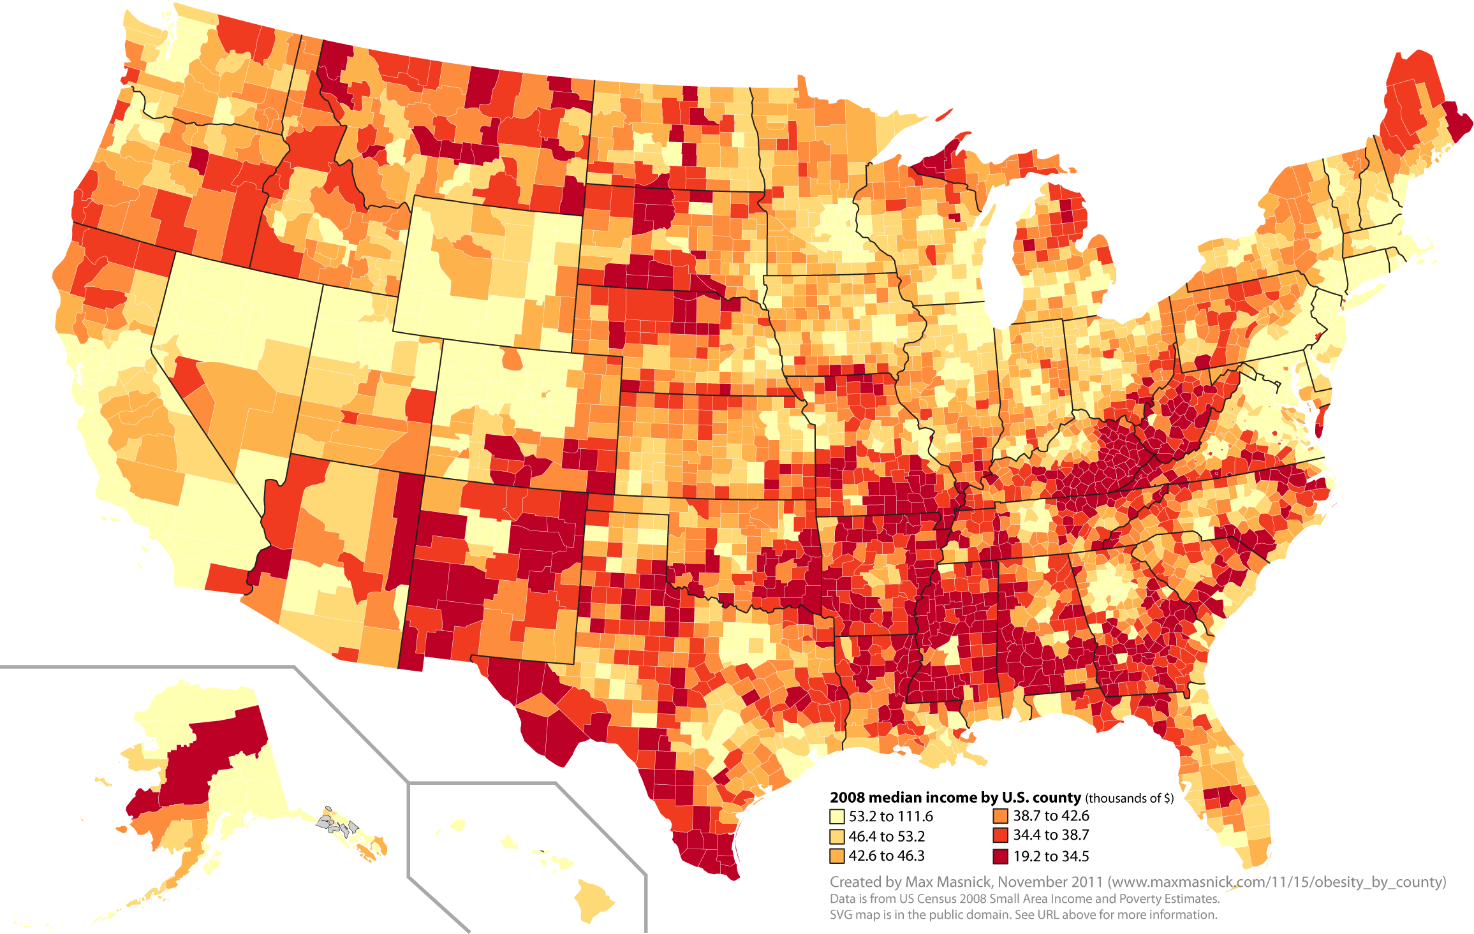 2008 median income by U.S. county (thousands of $)
53.2 to 111.6
46.4 to 53.2
42.6 to 46.3
38.7 to 42.6
34.4 to 38.7
19.2 to 34.5
Created by Max Masnick, November 2011 (www.maxmasnick.com/11/15/obesity_by_county)
Data is from US Census 2008 Small Area Income and Poverty Estimates.
SVG map is in the public domain. See URL above for more information.